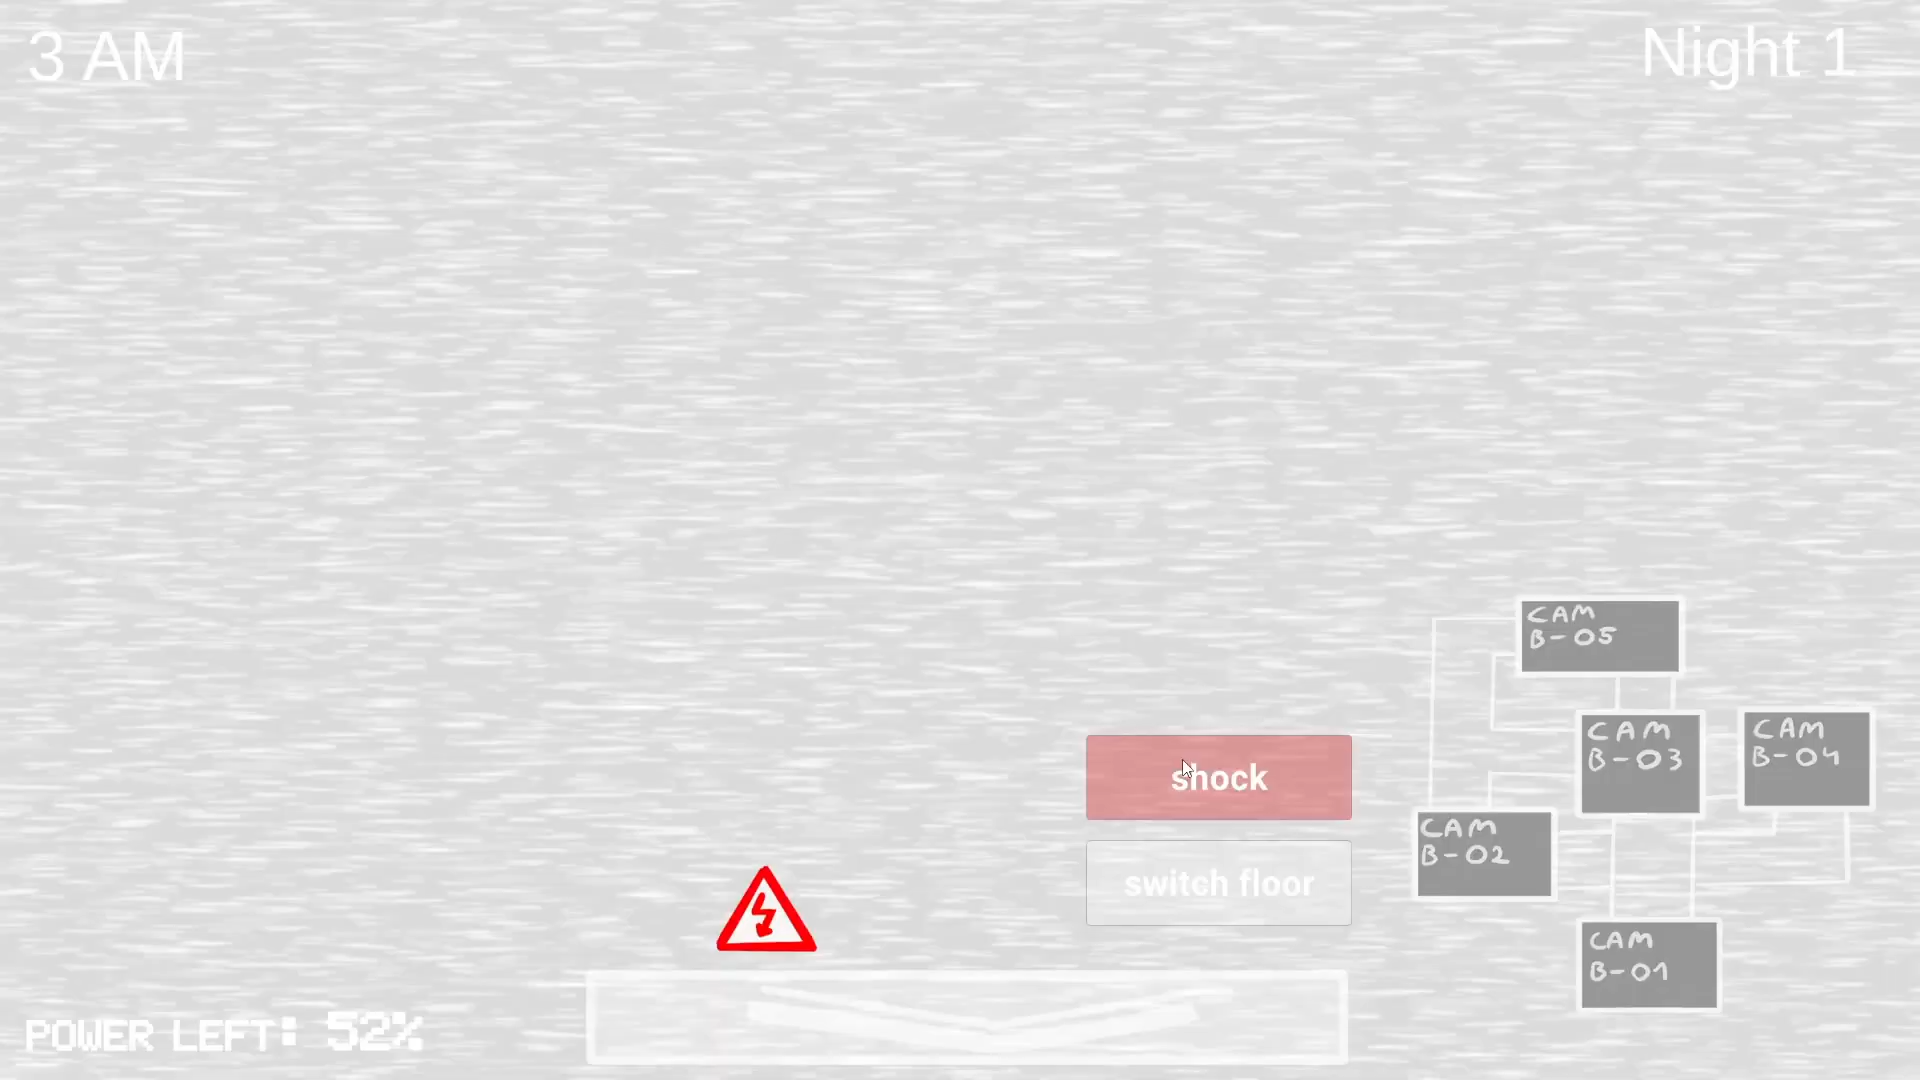 3 AM
Night 1
CAM
B-05
CAM
B-03
CAM
B-04
shock
CAM
B-02
switch floor
CAM
B-01
POWER LEFT: 52%